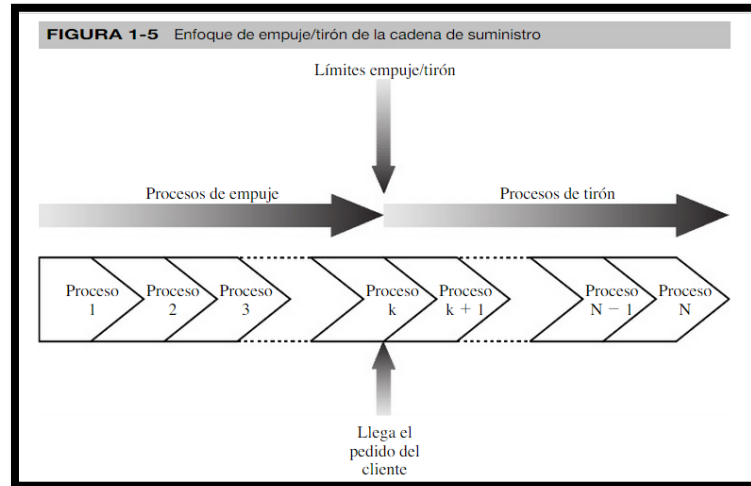 FIGURA 1-5 Enfoque de empuje/tirón de la cadena de suministro
Límites empuje/tirón
Procesos de empuje
Procesos de tirón
Proceso
1
Proceso
2
Proceso
3
Proceso
k
Proceso
k + 1
Proceso
N − 1
Proceso
N
Llega el
pedido del
cliente